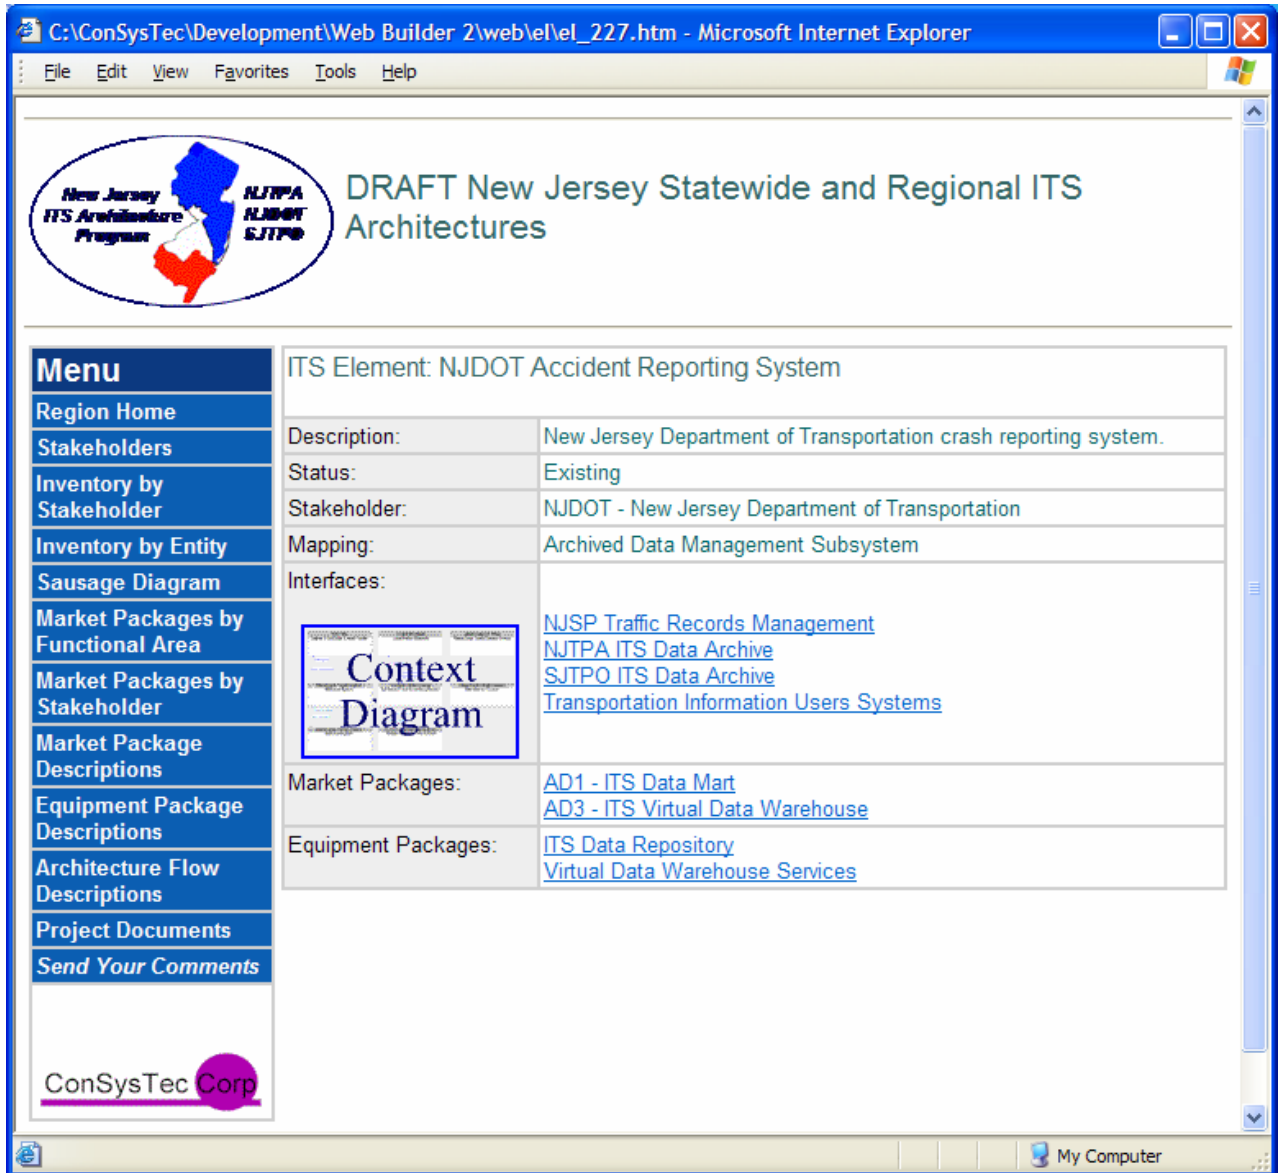 C:\ConSysTec\Development\Web Builder 2\web\el\el_227.htm - Microsoft Internet Explorer
File Edit View Favorites Tools Help
New Jersey
ITS Architecture
Program
NJTPA
NJDOT
SJTPO
DRAFT New Jersey Statewide and Regional ITS
Architectures
Menu
Region Home
Stakeholders
Inventory by
Stakeholder
Inventory by Entity
Sausage Diagram
Market Packages by
Functional Area
Market Packages by
Stakeholder
Market Package
Descriptions
Equipment Package
Descriptions
Architecture Flow
Descriptions
Project Documents
Send Your Comments
ConSysTec Corp
ITS Element: NJDOT Accident Reporting System
Description: New Jersey Department of Transportation crash reporting system.
Status: Existing
Stakeholder: NJDOT - New Jersey Department of Transportation
Mapping: Archived Data Management Subsystem
Interfaces:
Context
Diagram
NJSP Traffic Records Management
NJTPA ITS Data Archive
SJTPO ITS Data Archive
Transportation Information Users Systems
Market Packages: AD1 - ITS Data Mart
AD3 - ITS Virtual Data Warehouse
Equipment Packages: ITS Data Repository
Virtual Data Warehouse Services
My Computer